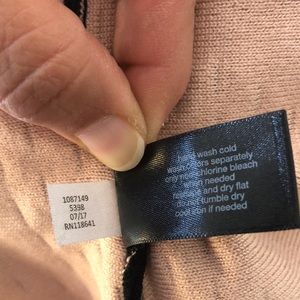 1087149
5398
07/17
RN118641
hand wash cold
wash colors separately
only non-chlorine bleach
when needed
reshape and dry flat
do not tumble dry
cool iron if needed